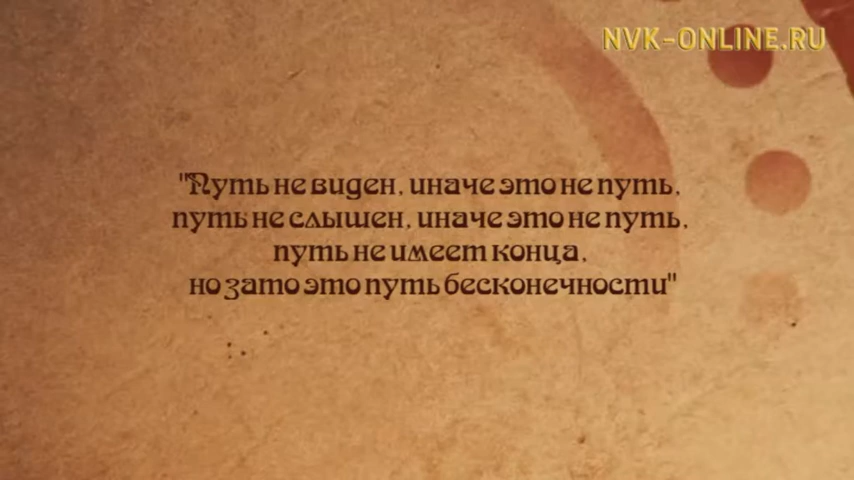 NVK-ONLINE.RU
"Путь не виден, иначе это не путь,
путь не слышен, иначе это не путь,
путь не имеет конца,
но зато это путь бесконечности"